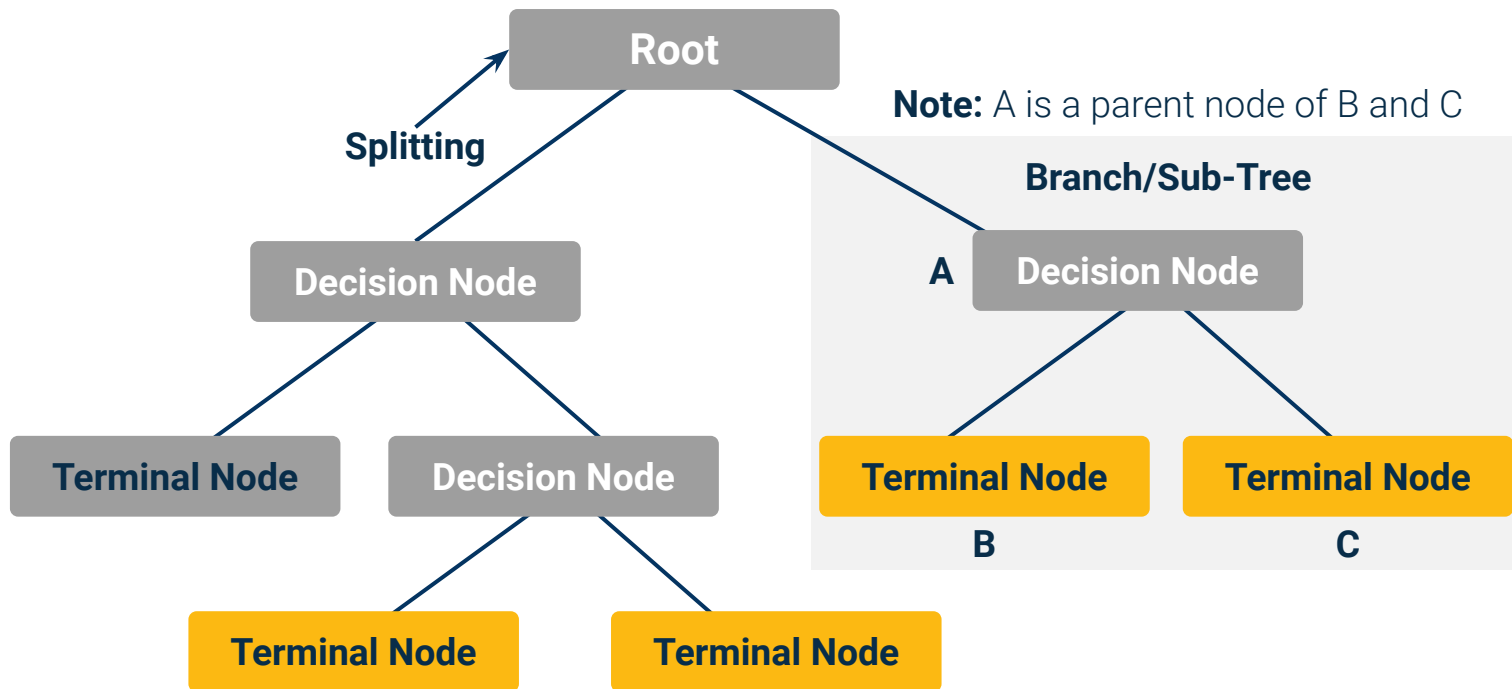 Root
Note: A is a parent node of B and C
Splitting
Branch/Sub-Tree
Decision Node
A
Decision Node
Terminal Node
Decision Node
Terminal Node
Terminal Node
B
C
Terminal Node
Terminal Node